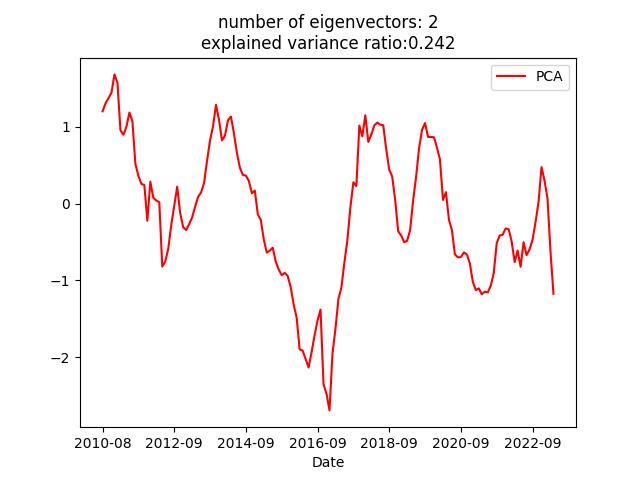 number of eigenvectors: 2
explained variance ratio:0.242
PCA
1
0
−1
−2
2010-08 2012-09 2014-09 2016-09 2018-09 2020-09 2022-09
Date